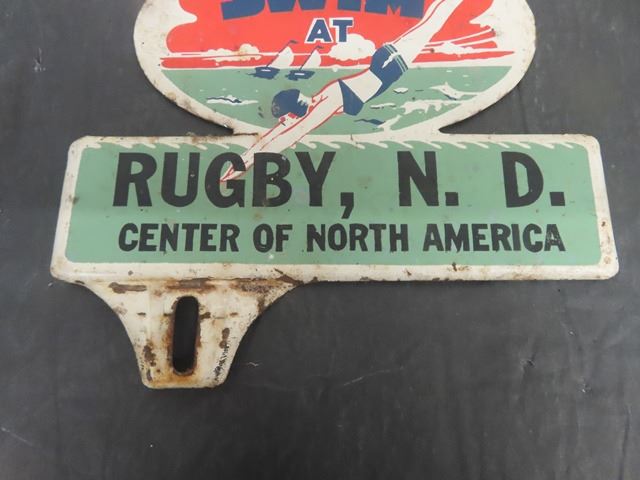 SWIM
AT
RUGBY, N. D.
CENTER OF NORTH AMERICA